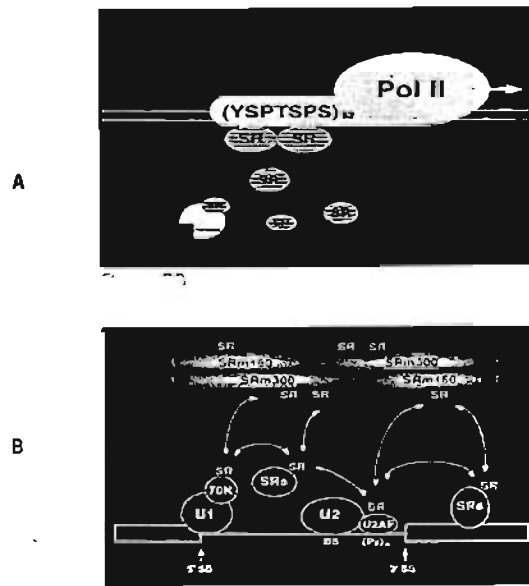 Pol II
(YSPTSPS)
SR SR
SR
A
SR SR
SR SR SR
SRm160 SRm300
SRm300 SRm160
SR SR SR
B
SR SR SR SR
70K SRs SRs
U1 U2 U2AF
BS (Py)n
5'SS 3'SS